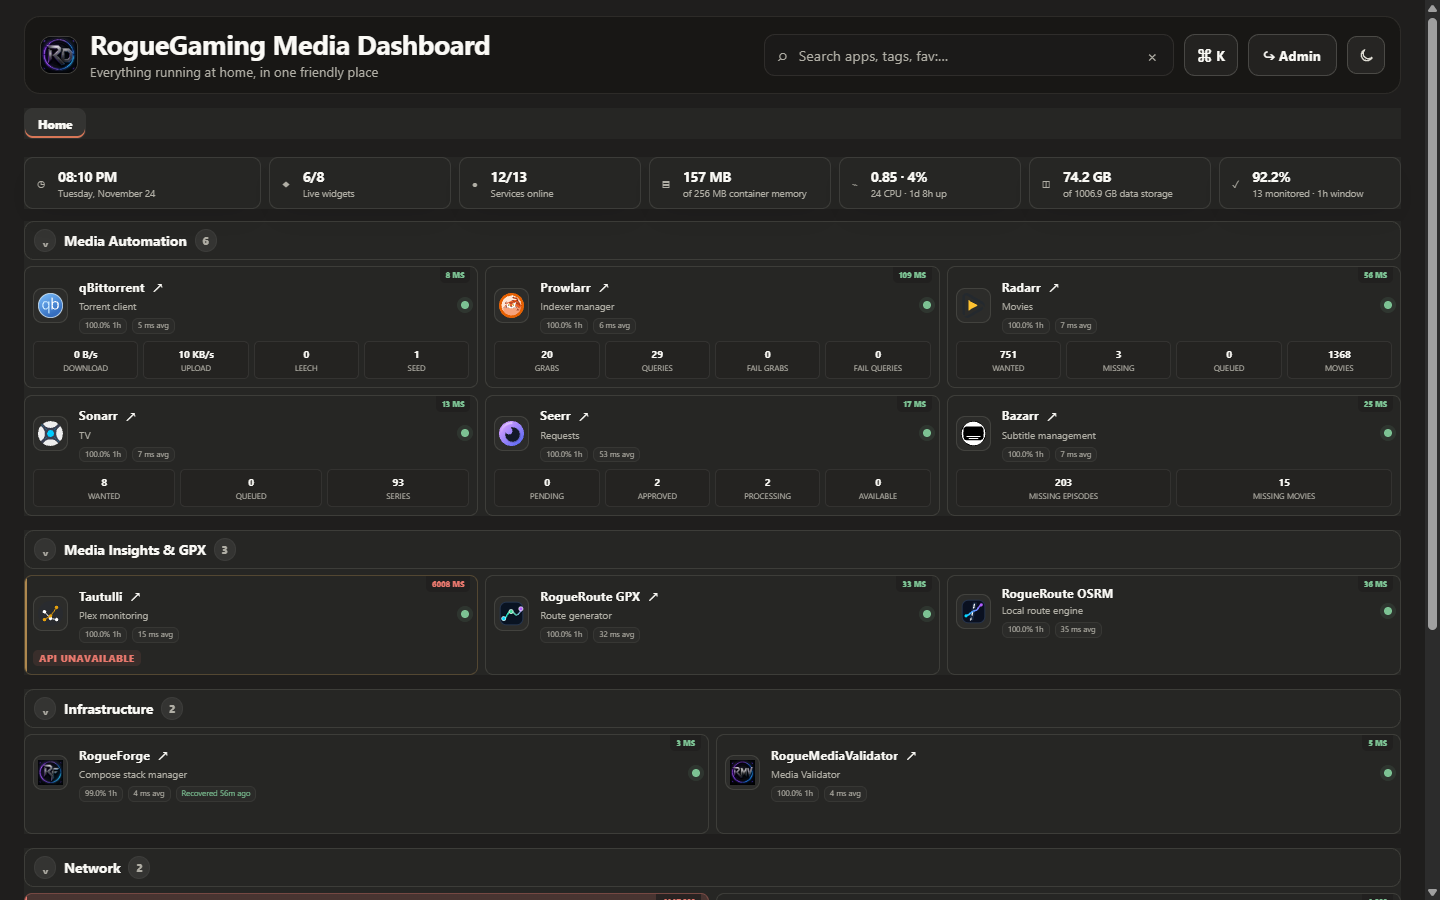 RogueGaming Media Dashboard
Everything running at home, in one friendly place
Search apps, tags, fav:...
×
⌘ K
↪ Admin
Home
08:10 PM
Tuesday, November 24
6/8
Live widgets
12/13
Services online
157 MB
of 256 MB container memory
0.85 · 4%
24 CPU · 1d 8h up
74.2 GB
of 1006.9 GB data storage
92.2%
13 monitored · 1h window
Media Automation 6
8 MS
qBittorrent ↗
Torrent client
100.0% 1h 5 ms avg
0 B/s DOWNLOAD
10 KB/s UPLOAD
0 LEECH
1 SEED
109 MS
Prowlarr ↗
Indexer manager
100.0% 1h 6 ms avg
20 GRABS
29 QUERIES
0 FAIL GRABS
0 FAIL QUERIES
56 MS
Radarr ↗
Movies
100.0% 1h 7 ms avg
751 WANTED
3 MISSING
0 QUEUED
1368 MOVIES
13 MS
Sonarr ↗
TV
100.0% 1h 7 ms avg
8 WANTED
0 QUEUED
93 SERIES
17 MS
Seerr ↗
Requests
100.0% 1h 53 ms avg
0 PENDING
2 APPROVED
2 PROCESSING
0 AVAILABLE
25 MS
Bazarr ↗
Subtitle management
100.0% 1h 7 ms avg
203 MISSING EPISODES
15 MISSING MOVIES
Media Insights & GPX 3
6008 MS
Tautulli ↗
Plex monitoring
100.0% 1h 15 ms avg
API UNAVAILABLE
33 MS
RogueRoute GPX ↗
Route generator
100.0% 1h 32 ms avg
36 MS
RogueRoute OSRM
Local route engine
100.0% 1h 35 ms avg
Infrastructure 2
3 MS
RogueForge ↗
Compose stack manager
99.0% 1h 4 ms avg Recovered 56m ago
5 MS
RogueMediaValidator ↗
Media Validator
100.0% 1h 4 ms avg
Network 2